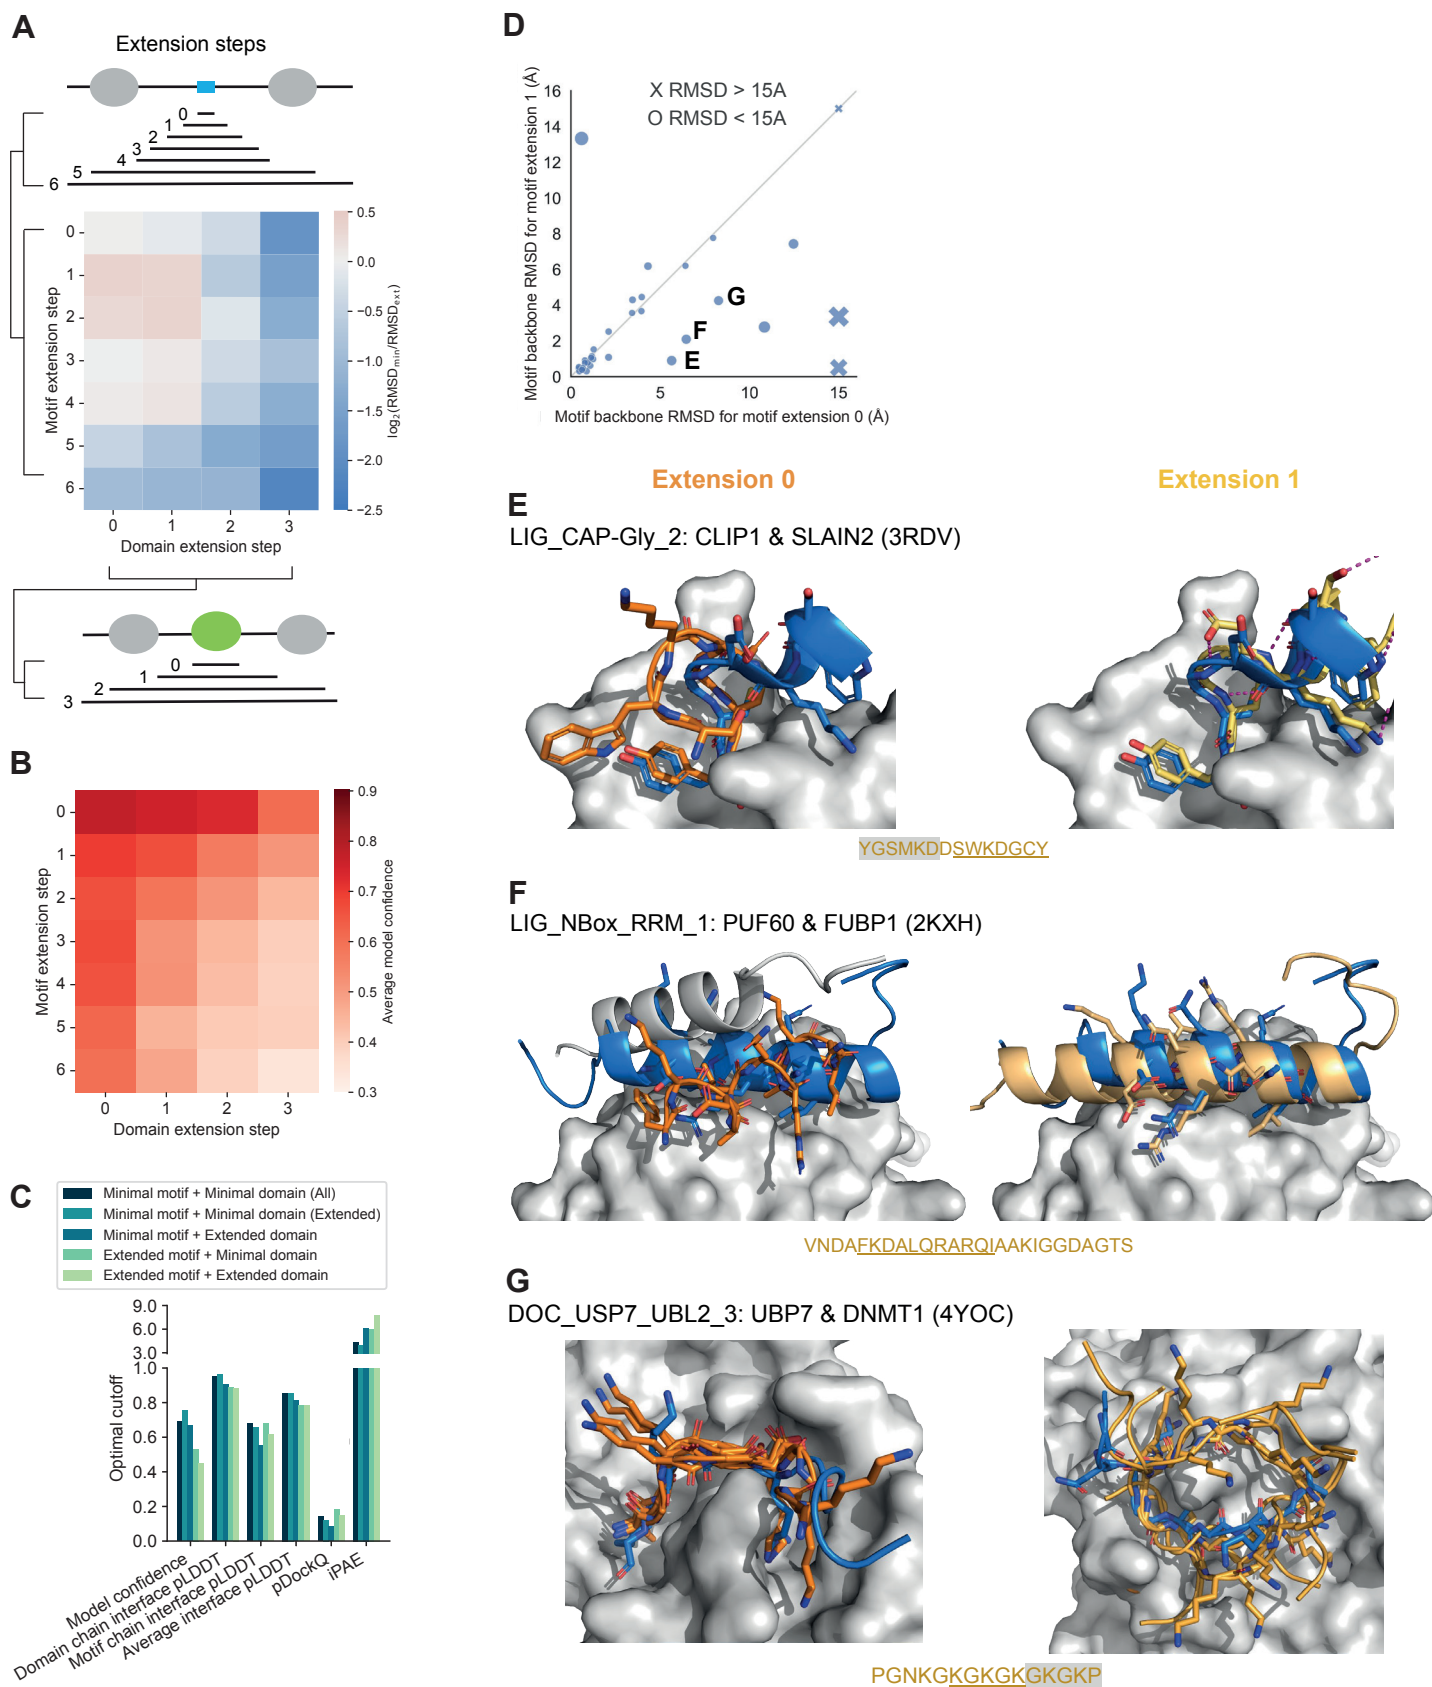 A
Extension steps
0
1
2
3
4
5
6
0
1
2
3
4
5
6
Motif extension step
0 1 2 3
Domain extension step
0.5
0.0
−0.5
−1.0
−1.5
−2.0
−2.5
log2(RMSDmin/RMSDext)
0
1
2
3
B
0
1
2
3
4
5
6
Motif extension step
0 1 2 3
Domain extension step
0.9
0.8
0.7
0.6
0.5
0.4
0.3
Average model confidence
C
Minimal motif + Minimal domain (All)
Minimal motif + Minimal domain (Extended)
Minimal motif + Extended domain
Extended motif + Minimal domain
Extended motif + Extended domain
9.0
6.0
3.0
1.0
0.8
0.6
0.4
0.2
0.0
Optimal cutoff
Model confidence
Domain chain interface pLDDT
Motif chain interface pLDDT
Average interface pLDDT
pDockQ
iPAE
D
X RMSD > 15A
O RMSD < 15A
16
14
12
10
8
6
4
2
0
Motif backbone RMSD for motif extension 1 (Å)
G
F
E
0 5 10 15
Motif backbone RMSD for motif extension 0 (Å)
Extension 0
Extension 1
E
LIG_CAP-Gly_2: CLIP1 & SLAIN2 (3RDV)
YGSMKDDSWKDGCY
F
LIG_NBox_RRM_1: PUF60 & FUBP1 (2KXH)
VNDAFKDALQRARQIAAKIGGDAGTS
G
DOC_USP7_UBL2_3: UBP7 & DNMT1 (4YOC)
PGNKGKGKGKGKGKP